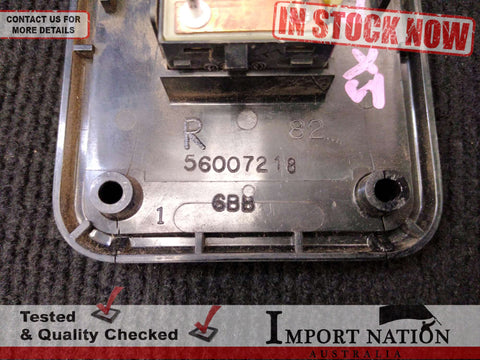 CONTACT US FOR
MORE DETAILS
IN STOCK NOW
R 82
56007218
6BB
1
Tested
& Quality Checked
IMPORT NATION
AUSTRALIA